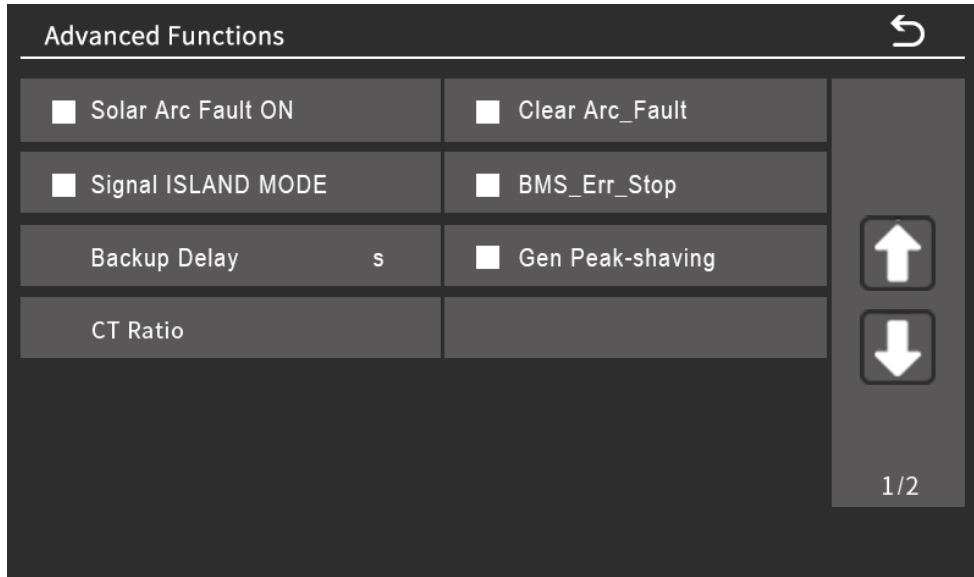 Advanced Functions
Solar Arc Fault ON
Clear Arc_Fault
Signal ISLAND MODE
BMS_Err_Stop
Backup Delay s
Gen Peak-shaving
CT Ratio
1/2